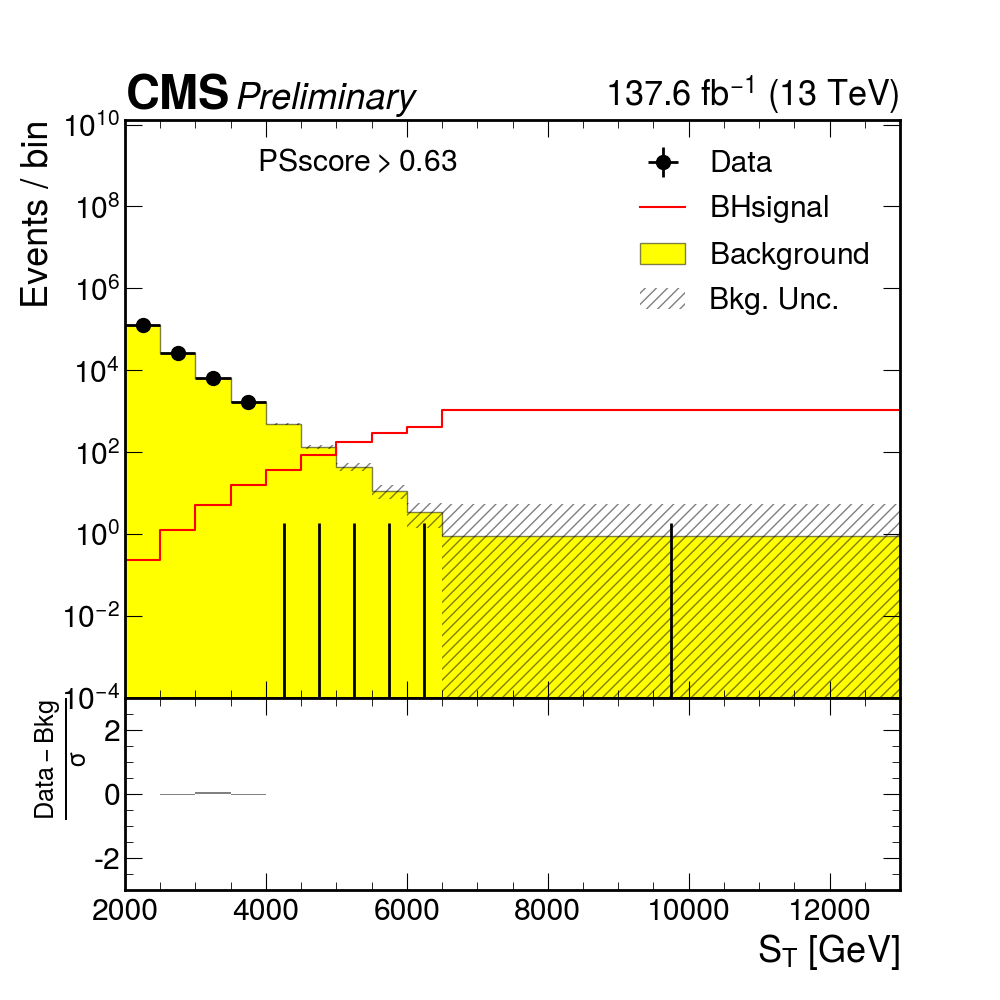 CMS Preliminary 137.6 fb⁻¹ (13 TeV)
Events / bin
10¹⁰
10⁸
10⁶
10⁴
10²
10⁰
10⁻²
10⁻⁴
PSscore > 0.63
Data
BHsignal
Background
Bkg. Unc.
Data – Bkg
σ
2
0
-2
2000 4000 6000 8000 10000 12000
S_T [GeV]